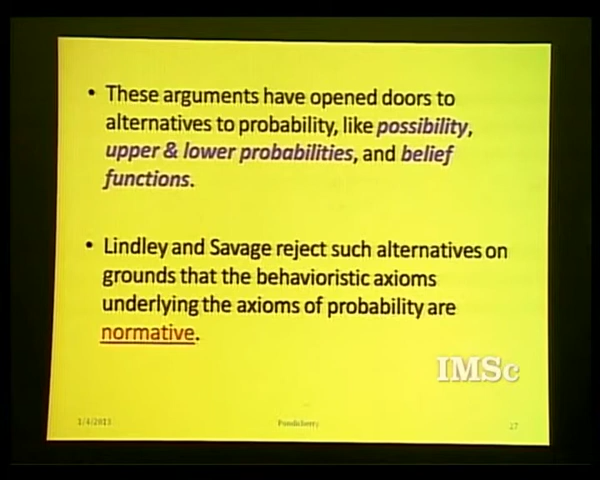 • These arguments have opened doors to
alternatives to probability, like possibility,
upper & lower probabilities, and belief
functions.
• Lindley and Savage reject such alternatives on
grounds that the behavioristic axioms
underlying the axioms of probability are
normative.
IMSc
1/4/2013 Pondicherry 27